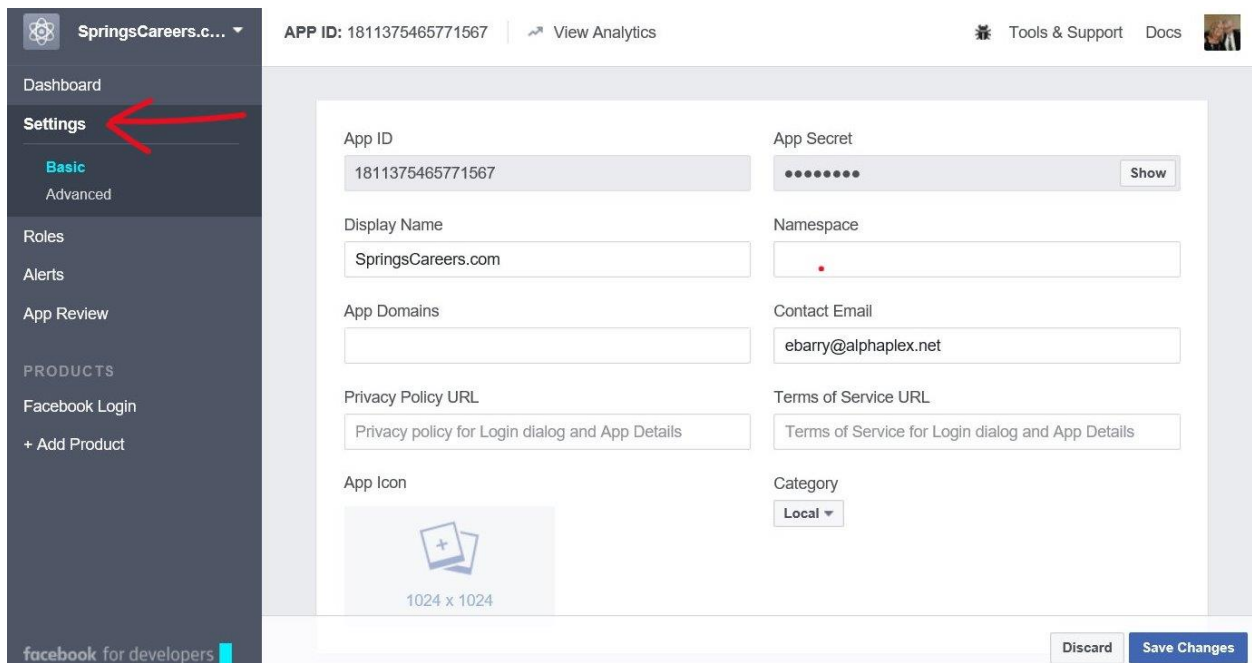 SpringsCareers.c...
APP ID: 1811375465771567
View Analytics
Tools & Support
Docs
Dashboard
Settings
Basic
Advanced
Roles
Alerts
App Review
PRODUCTS
Facebook Login
+ Add Product
facebook for developers
App ID
1811375465771567
App Secret
●●●●●●●●
Show
Display Name
SpringsCareers.com
Namespace
App Domains
Contact Email
ebarry@alphaplex.net
Privacy Policy URL
Privacy policy for Login dialog and App Details
Terms of Service URL
Terms of Service for Login dialog and App Details
App Icon
1024 x 1024
Category
Local
Discard
Save Changes